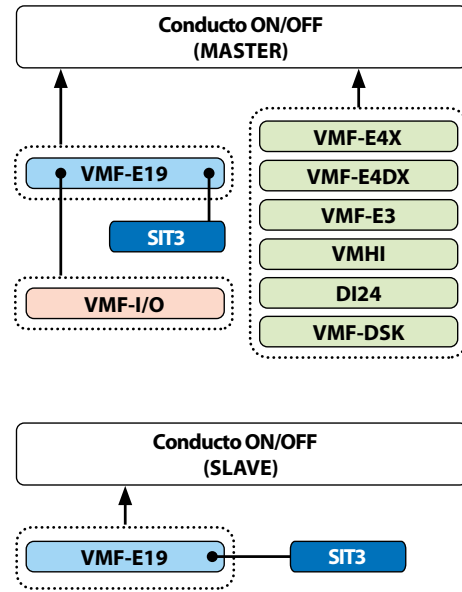 Conducto ON/OFF
(MASTER)
VMF-E19
SIT3
VMF-I/O
VMF-E4X
VMF-E4DX
VMF-E3
VMHI
DI24
VMF-DSK
Conducto ON/OFF
(SLAVE)
VMF-E19
SIT3